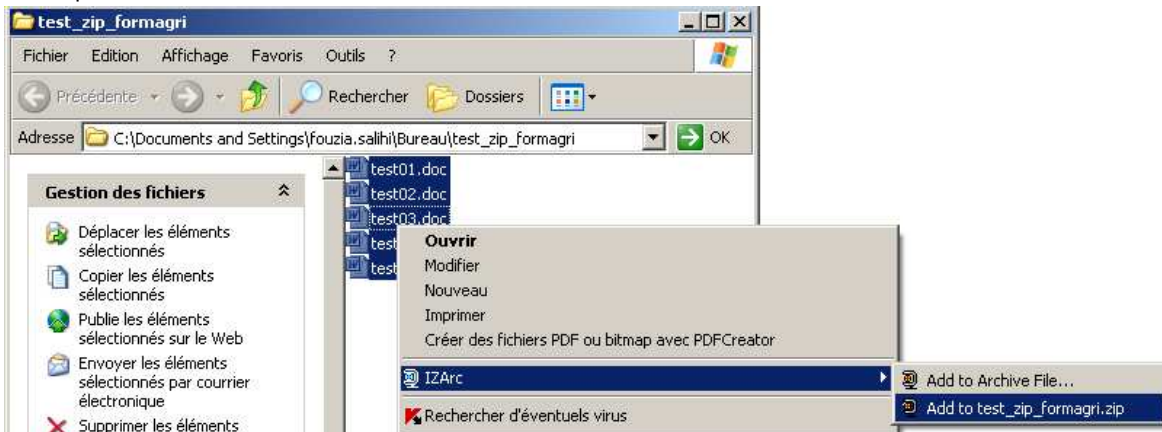 test_zip_formagri
Fichier Edition Affichage Favoris Outils ?
Précédente Rechercher Dossiers
Adresse C:\Documents and Settings\fouzia.salihi\Bureau\test_zip_formagri OK
Gestion des fichiers
Déplacer les éléments
sélectionnés
Copier les éléments
sélectionnés
Publie les éléments
sélectionnés sur le Web
Envoyer les éléments
sélectionnés par courrier
électronique
Supprimer les éléments
test01.doc
test02.doc
test03.doc
test
test
Ouvrir
Modifier
Nouveau
Imprimer
Créer des fichiers PDF ou bitmap avec PDFCreator
IZArc
Rechercher d'éventuels virus
Add to Archive File...
Add to test_zip_formagri.zip